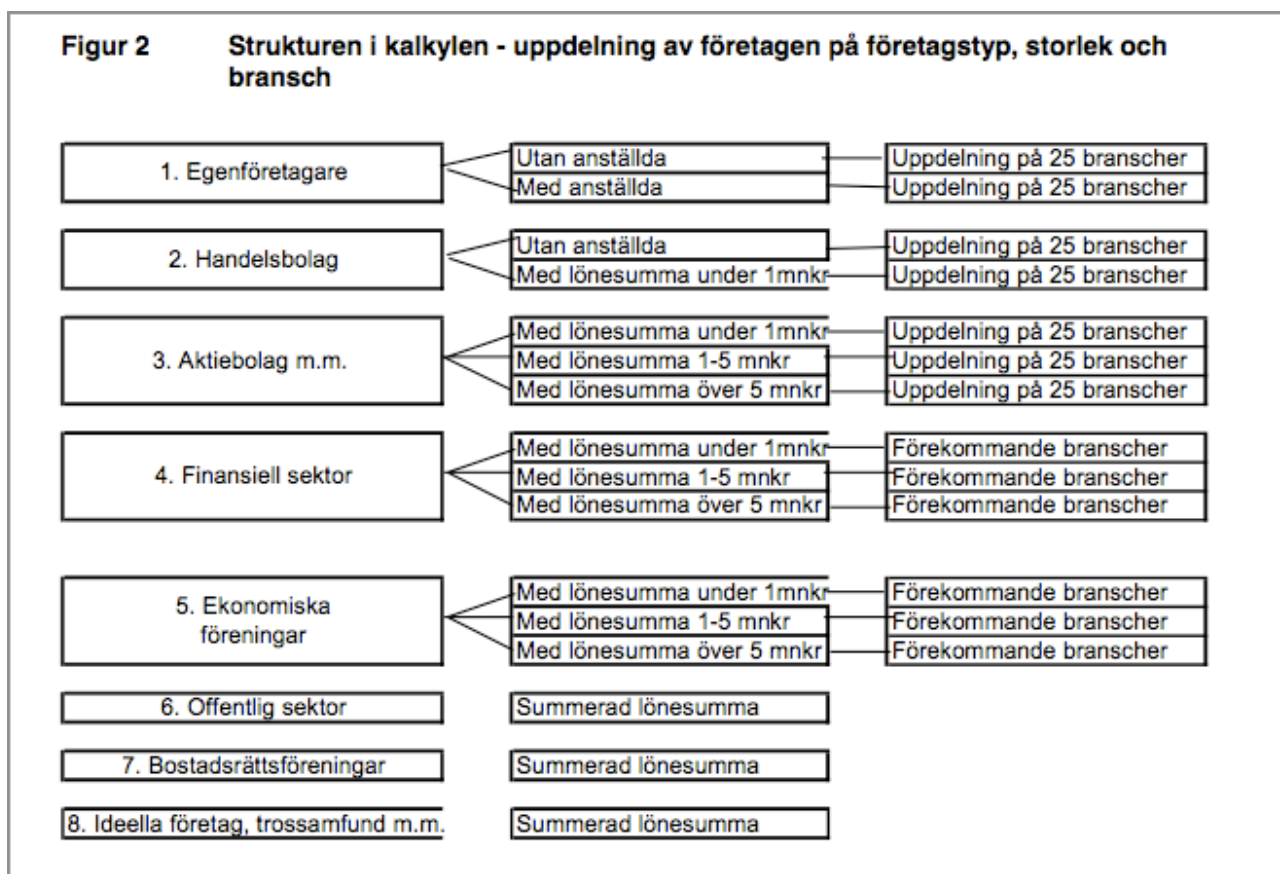 Figur 2 Strukturen i kalkylen - uppdelning av företagen på företagstyp, storlek och
bransch
1. Egenföretagare
Utan anställda
Uppdelning på 25 branscher
Med anställda
Uppdelning på 25 branscher
2. Handelsbolag
Utan anställda
Uppdelning på 25 branscher
Med lönesumma under 1mnkr
Uppdelning på 25 branscher
3. Aktiebolag m.m.
Med lönesumma under 1mnkr
Uppdelning på 25 branscher
Med lönesumma 1-5 mnkr
Uppdelning på 25 branscher
Med lönesumma över 5 mnkr
Uppdelning på 25 branscher
4. Finansiell sektor
Med lönesumma under 1mnkr
Förekommande branscher
Med lönesumma 1-5 mnkr
Förekommande branscher
Med lönesumma över 5 mnkr
Förekommande branscher
5. Ekonomiska
föreningar
Med lönesumma under 1mnkr
Förekommande branscher
Med lönesumma 1-5 mnkr
Förekommande branscher
Med lönesumma över 5 mnkr
Förekommande branscher
6. Offentlig sektor
Summerad lönesumma
7. Bostadsrättsföreningar
Summerad lönesumma
8. Ideella företag, trossamfund m.m.
Summerad lönesumma